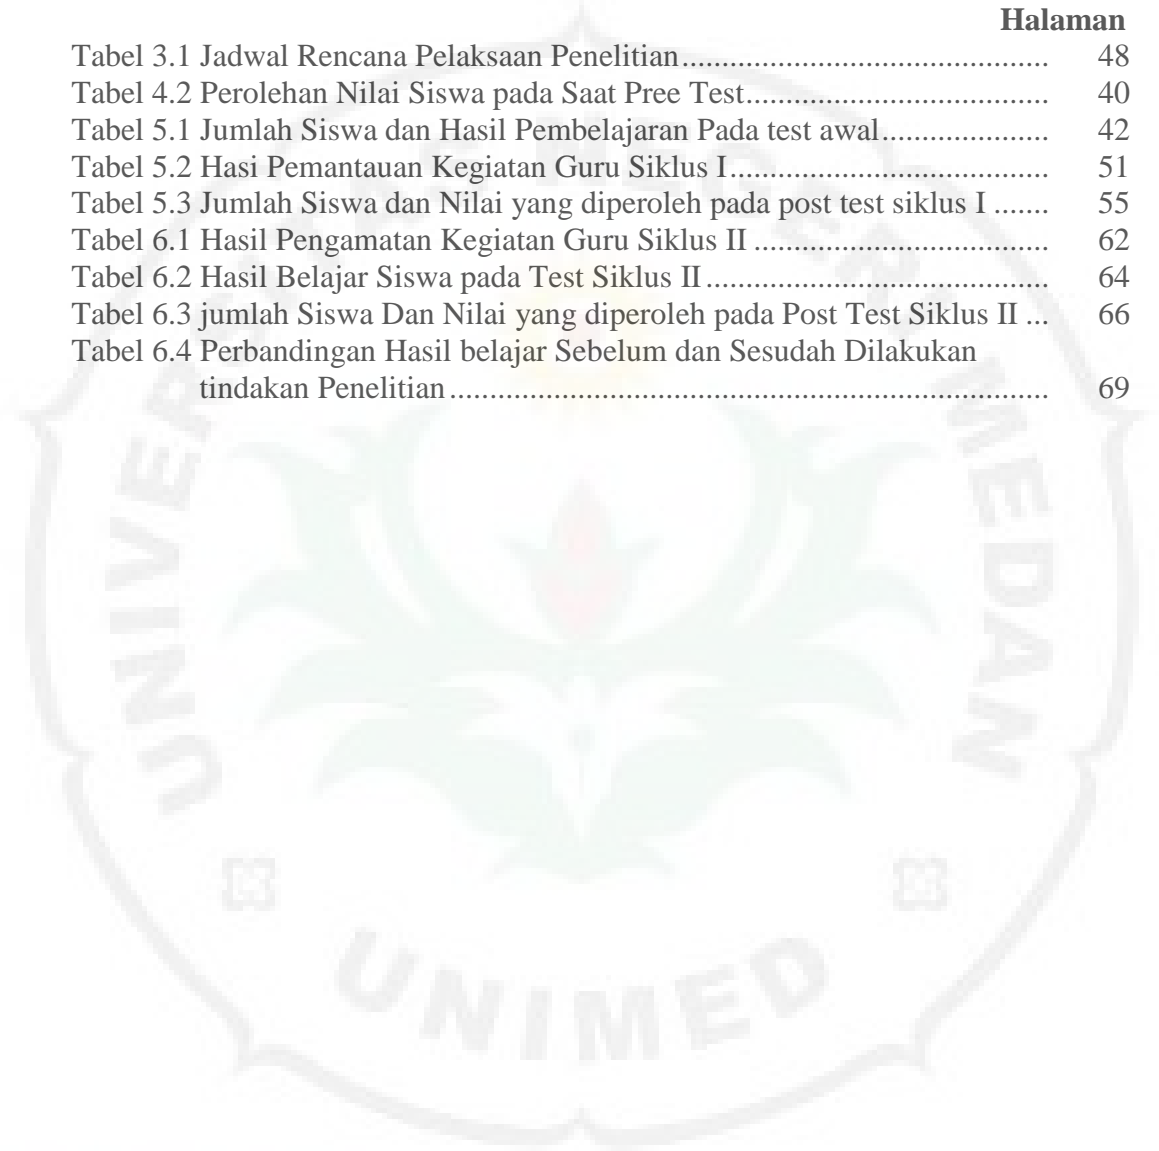 Halaman
Tabel 3.1 Jadwal Rencana Pelaksaan Penelitian............................................... 48
Tabel 4.2 Perolehan Nilai Siswa pada Saat Pree Test....................................... 40
Tabel 5.1 Jumlah Siswa dan Hasil Pembelajaran Pada test awal..................... 42
Tabel 5.2 Hasi Pemantauan Kegiatan Guru Siklus I......................................... 51
Tabel 5.3 Jumlah Siswa dan Nilai yang diperoleh pada post test siklus I ....... 55
Tabel 6.1 Hasil Pengamatan Kegiatan Guru Siklus II ...................................... 62
Tabel 6.2 Hasil Belajar Siswa pada Test Siklus II............................................ 64
Tabel 6.3 jumlah Siswa Dan Nilai yang diperoleh pada Post Test Siklus II ... 66
Tabel 6.4 Perbandingan Hasil belajar Sebelum dan Sesudah Dilakukan
tindakan Penelitian............................................................................ 69
UNIVERSITAS NEGERI MEDAN
UNIMED